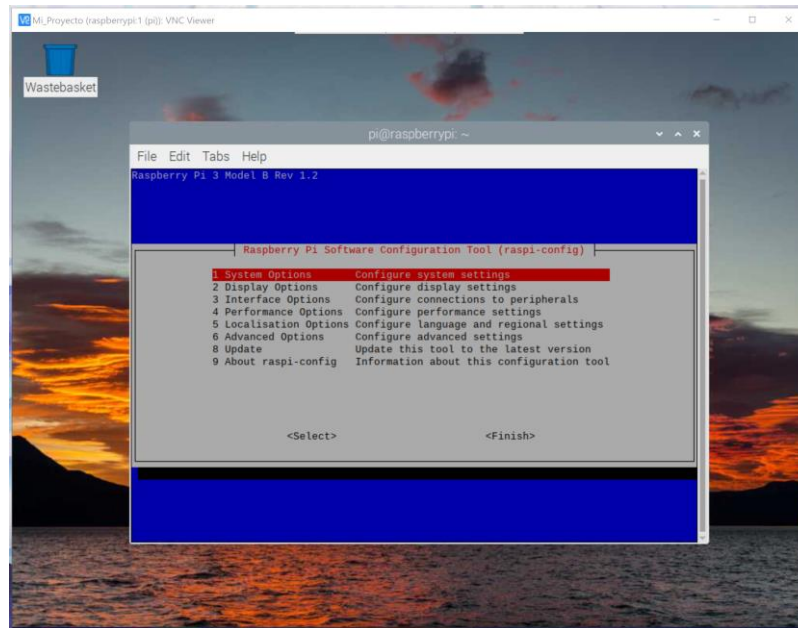 Mi_Proyecto (raspberrypi:1 (pi)): VNC Viewer
Wastebasket
pi@raspberrypi: ~
File Edit Tabs Help
Raspberry Pi 3 Model B Rev 1.2
Raspberry Pi Software Configuration Tool (raspi-config)
1 System Options Configure system settings
2 Display Options Configure display settings
3 Interface Options Configure connections to peripherals
4 Performance Options Configure performance settings
5 Localisation Options Configure language and regional settings
6 Advanced Options Configure advanced settings
8 Update Update this tool to the latest version
9 About raspi-config Information about this configuration tool
<Select> <Finish>